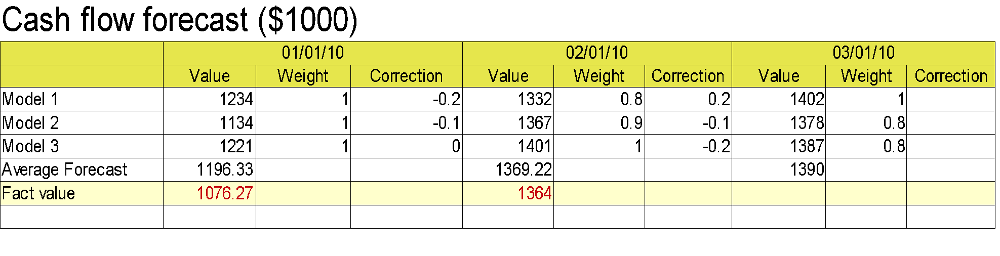 Cash flow forecast ($1000)
01/01/10 02/01/10 03/01/10
Value Weight Correction Value Weight Correction Value Weight Correction
Model 1 1234 1 -0.2 1332 0.8 0.2 1402 1
Model 2 1134 1 -0.1 1367 0.9 -0.1 1378 0.8
Model 3 1221 1 0 1401 1 -0.2 1387 0.8
Average Forecast 1196.33 1369.22 1390
Fact value 1076.27 1364